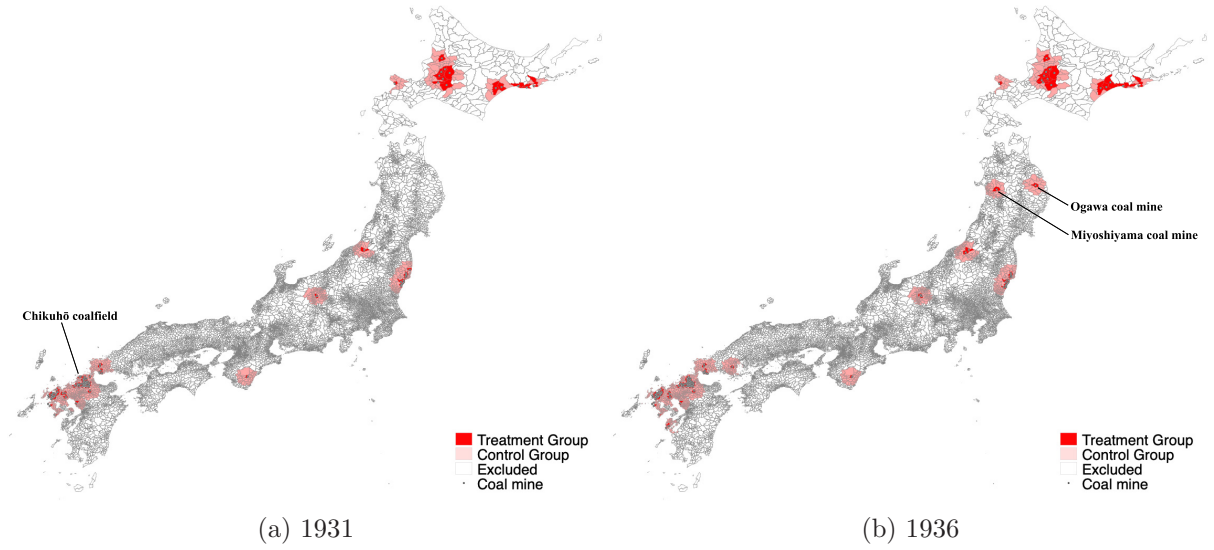 Chikuhō coalfield
Treatment Group
Control Group
Excluded
Coal mine
(a) 1931
Ogawa coal mine
Miyoshiyama coal mine
Treatment Group
Control Group
Excluded
Coal mine
(b) 1936